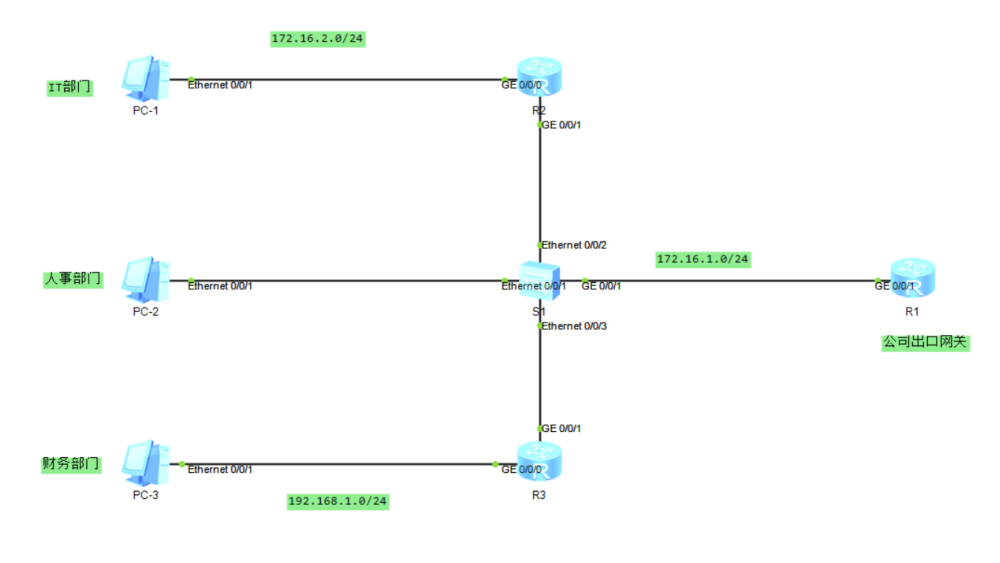 172.16.2.0/24
IT部门
Ethernet 0/0/1
GE 0/0/0
PC-1
R2
GE 0/0/1
Ethernet 0/0/2
172.16.1.0/24
人事部门
Ethernet 0/0/1
Ethernet 0/0/1
GE 0/0/1
GE 0/0/1
PC-2
S1
R1
Ethernet 0/0/3
公司出口网关
GE 0/0/1
财务部门
Ethernet 0/0/1
GE 0/0/0
PC-3
R3
192.168.1.0/24